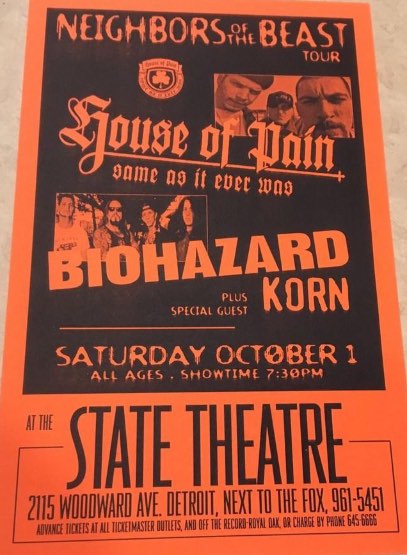 NEIGHBORS OF THE BEAST
TOUR
House of Pain
House of Pain
same as it ever was
BIOHAZARD
PLUS
SPECIAL GUEST KORN
SATURDAY OCTOBER 1
ALL AGES . SHOWTIME 7:30PM
AT THE STATE THEATRE
2115 WOODWARD AVE. DETROIT, NEXT TO THE FOX, 961-5451
ADVANCE TICKETS AT ALL TICKETMASTER OUTLETS, AND OFF THE RECORD-ROYAL OAK, OR CHARGE BY PHONE 645-6666